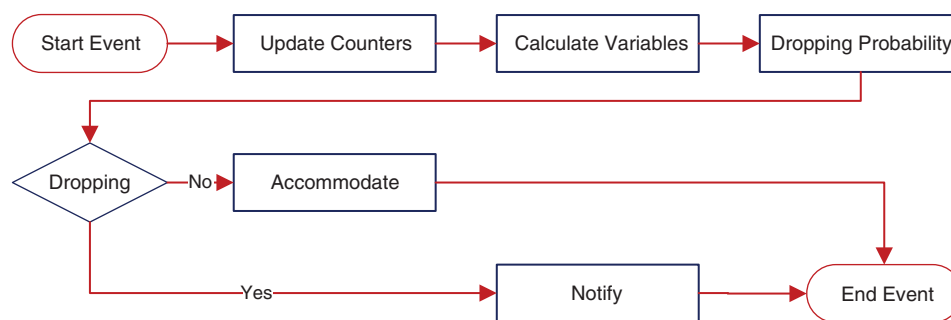 Start Event
Update Counters
Calculate Variables
Dropping Probability
Dropping
No
Accommodate
Yes
Notify
End Event